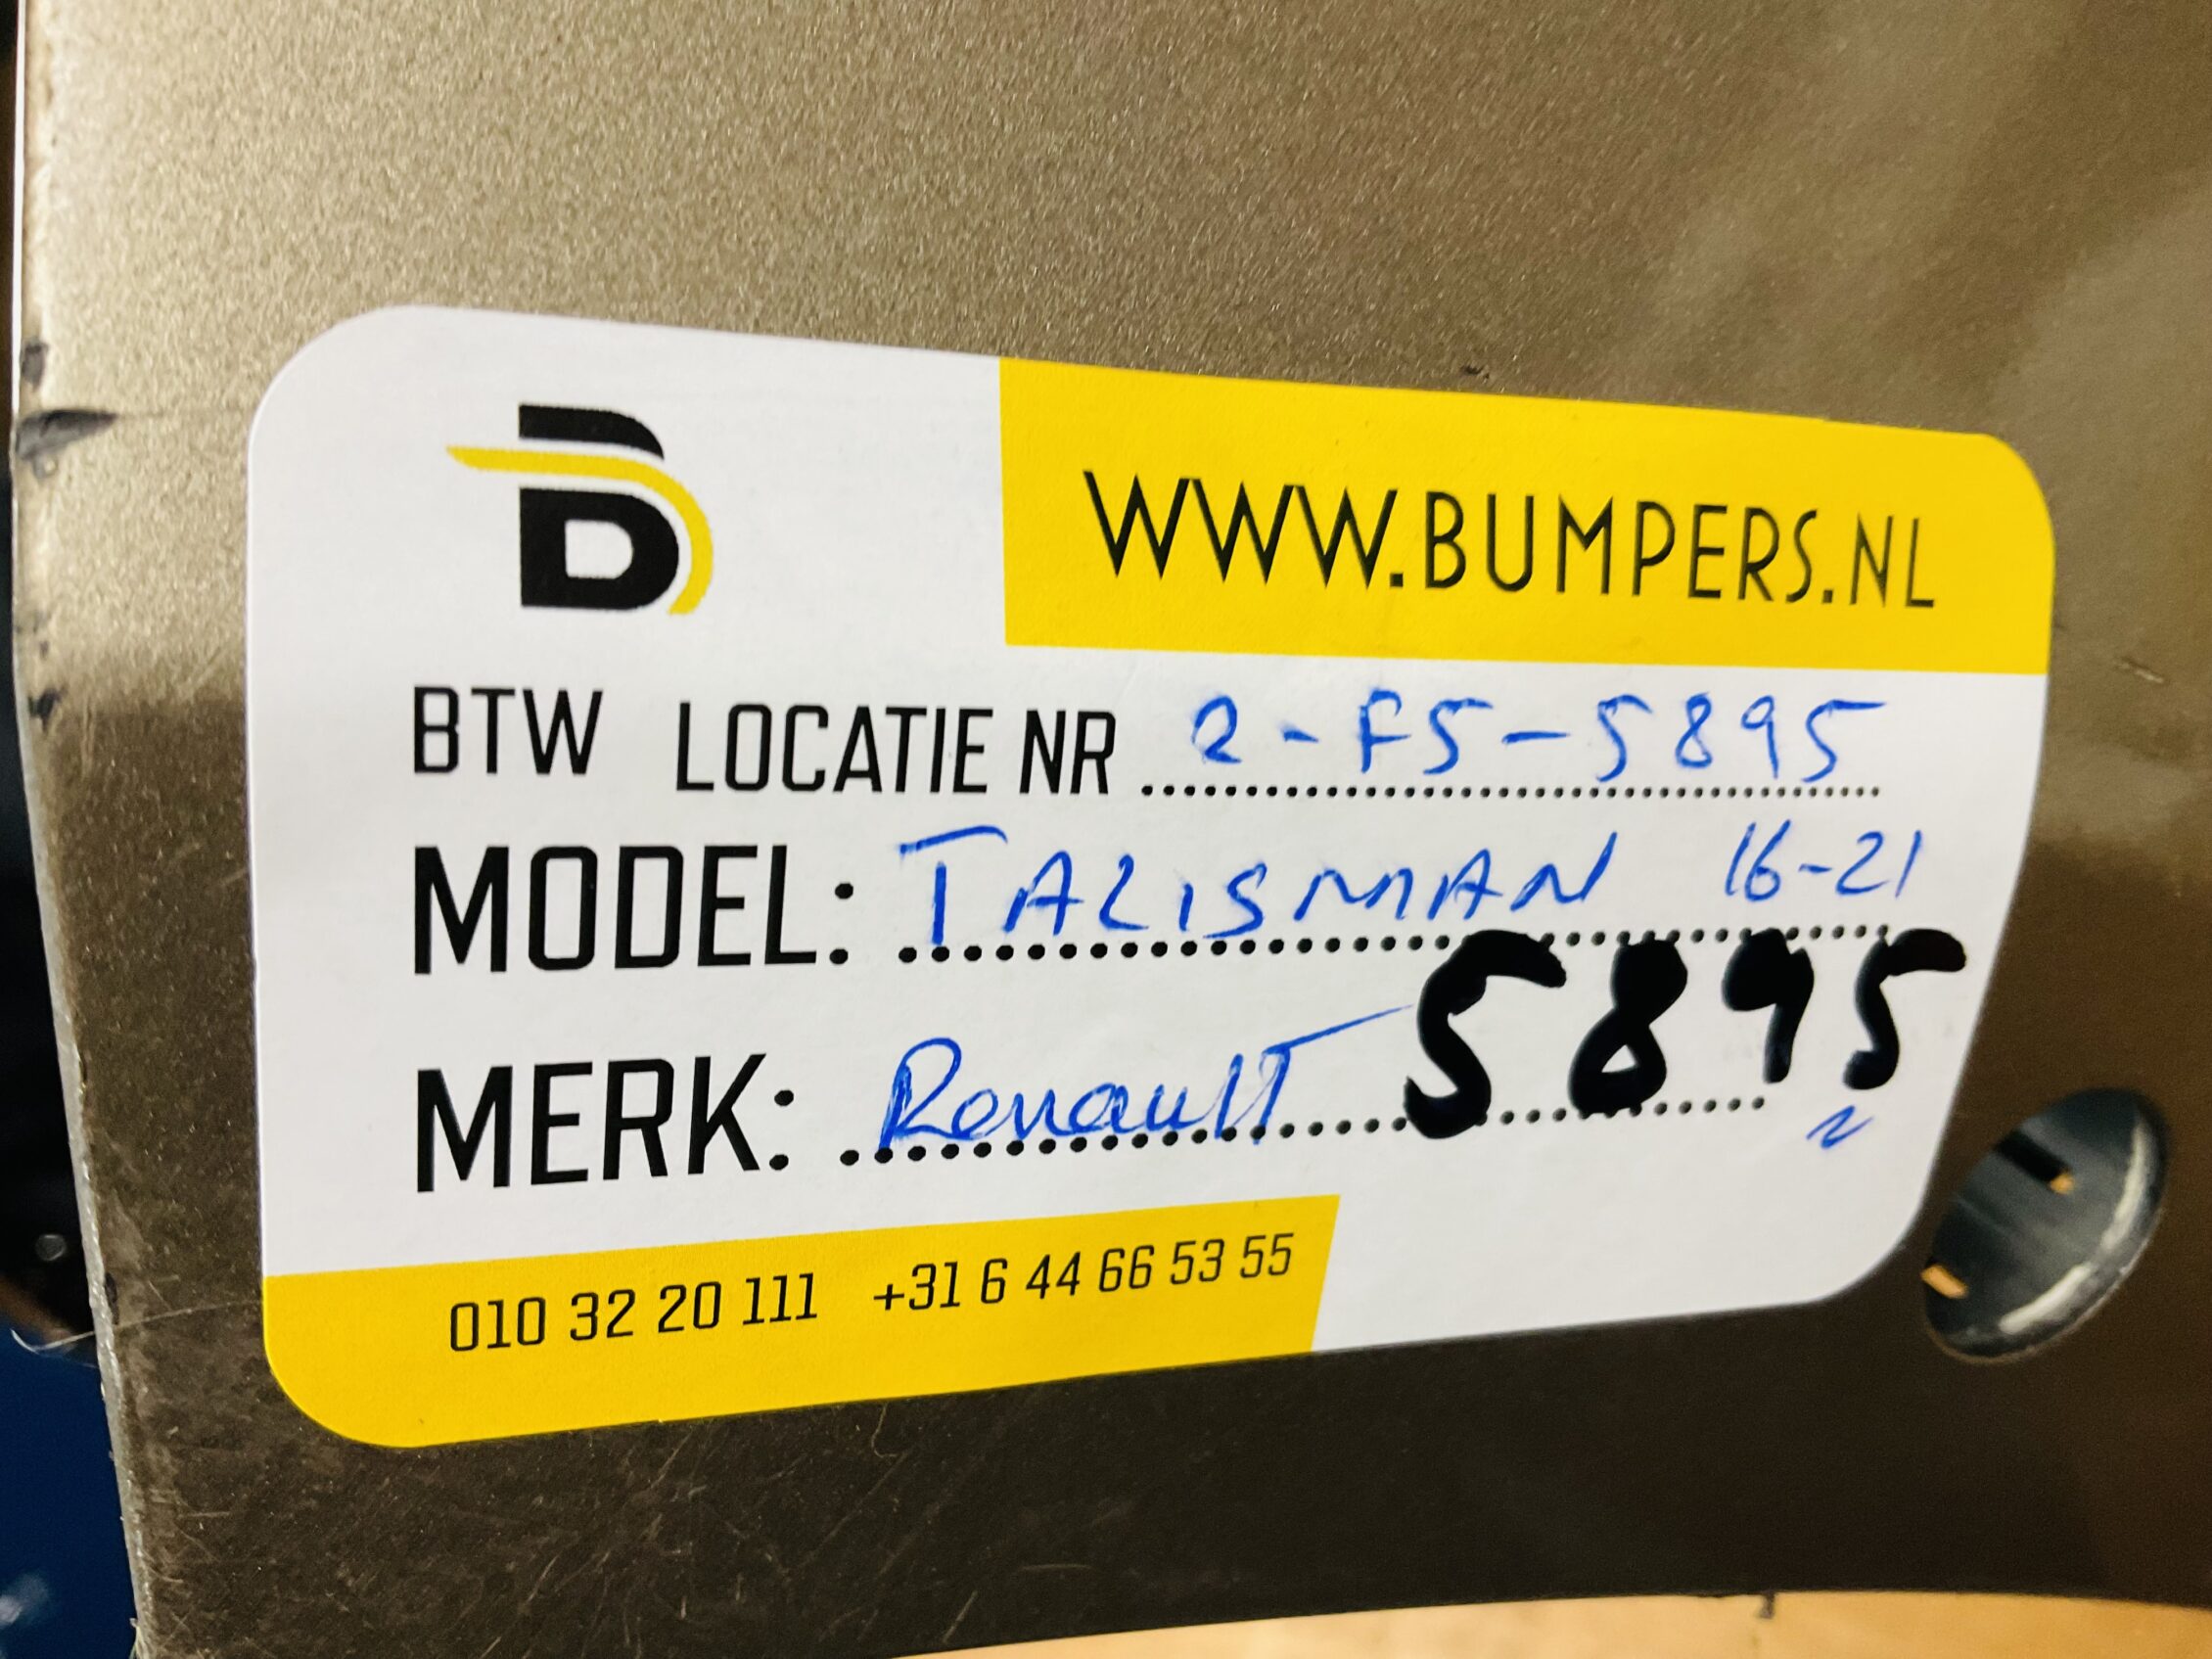 B
WWW.BUMPERS.NL
BTW LOCATIE NR 2-F5-5895
MODEL: TALISMAN 16-21
MERK: Renault 5895
010 32 20 111 +31 6 44 66 53 55